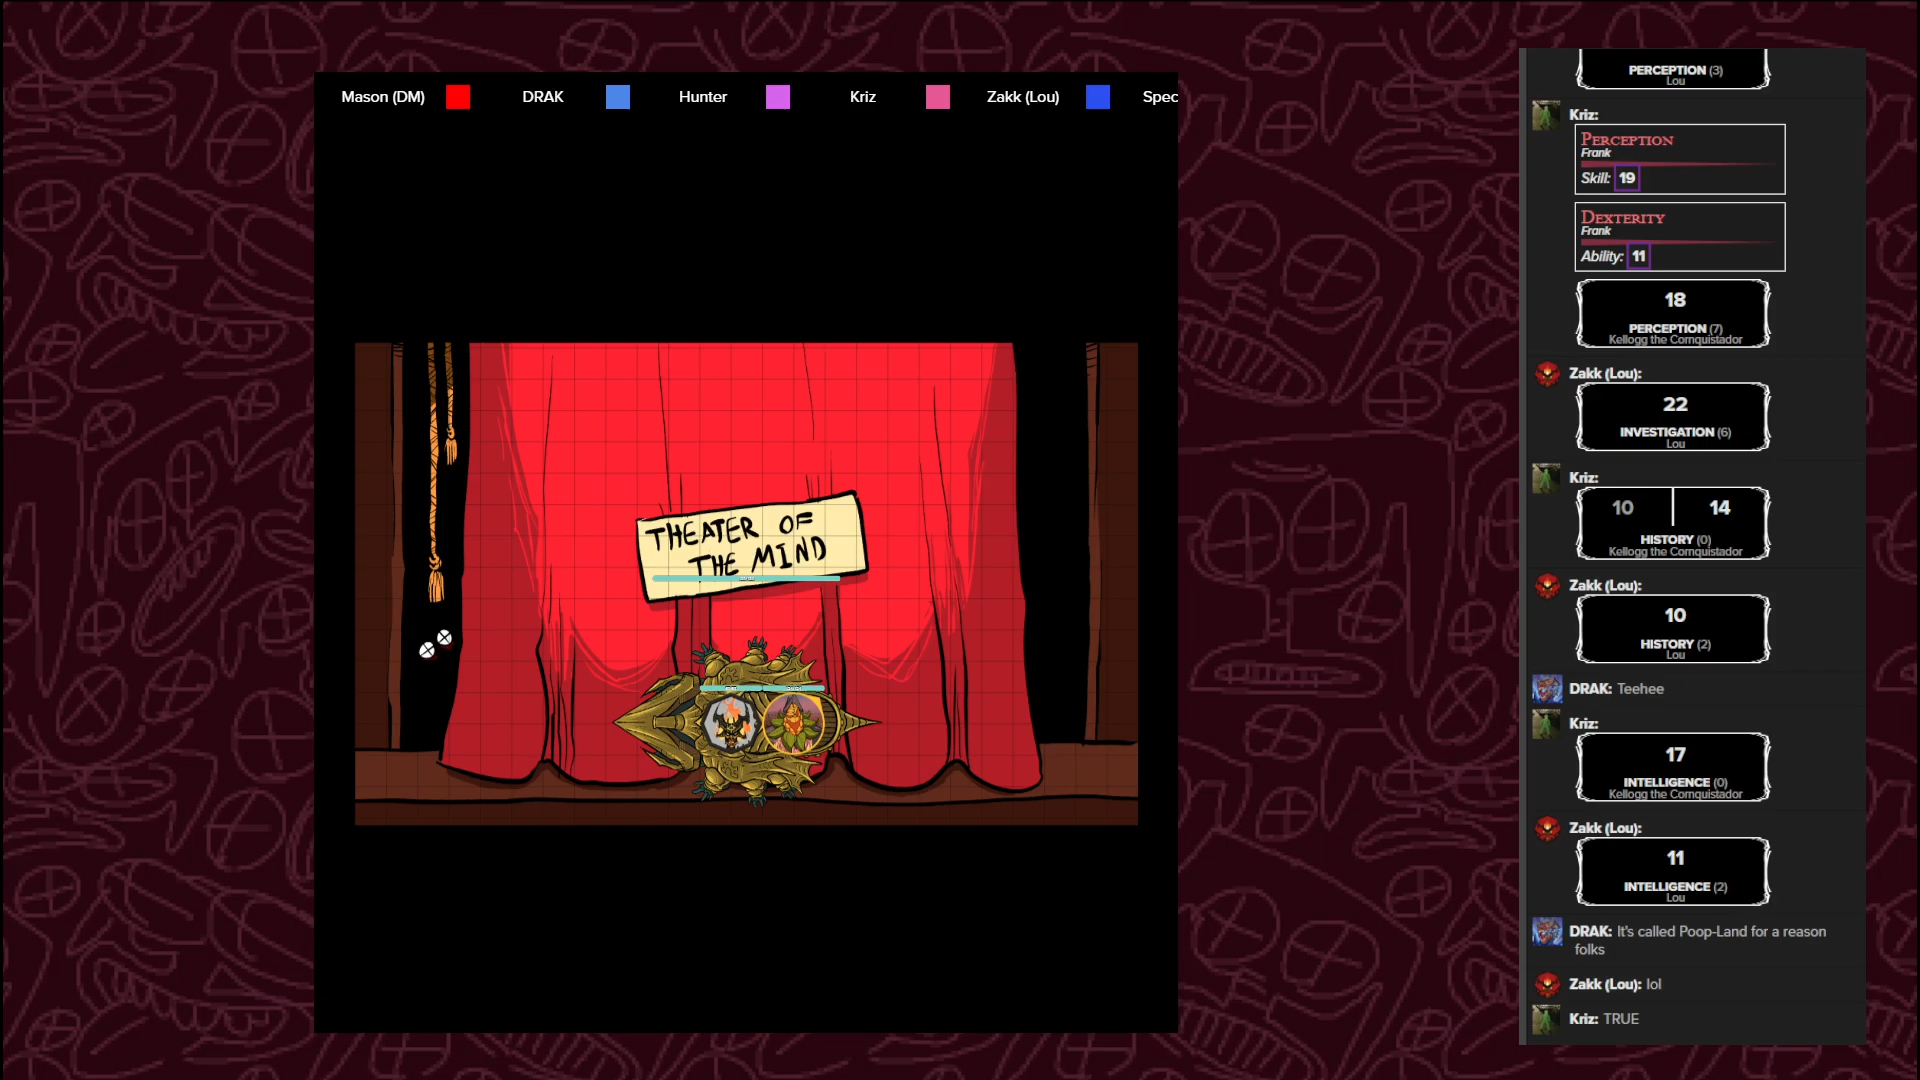 Mason (DM) DRAK Hunter Kriz Zakk (Lou) Spec
THEATER OF
THE MIND
PERCEPTION (3)
Lou
Kriz:
PERCEPTION
Frank
Skill: 19
DEXTERITY
Frank
Ability: 11
18
PERCEPTION (7)
Kellogg the Cornquistador
Zakk (Lou):
22
INVESTIGATION (6)
Lou
Kriz:
10 14
HISTORY (0)
Kellogg the Cornquistador
Zakk (Lou):
10
HISTORY (2)
Lou
DRAK: Teehee
Kriz:
17
INTELLIGENCE (0)
Kellogg the Cornquistador
Zakk (Lou):
11
INTELLIGENCE (2)
Lou
DRAK: It's called Poop-Land for a reason
folks
Zakk (Lou): lol
Kriz: TRUE